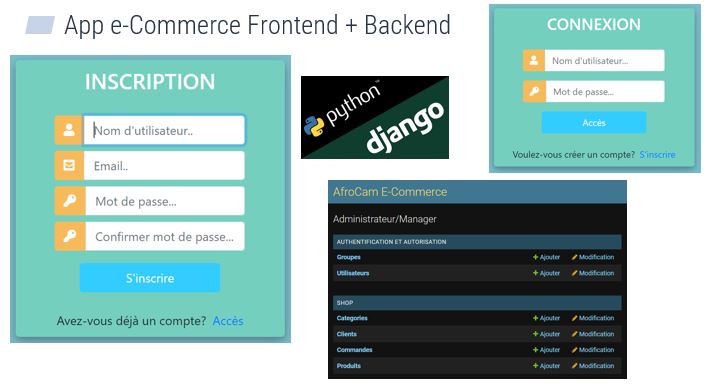 App e-Commerce Frontend + Backend
INSCRIPTION
Nom d'utilisateur..
Email..
Mot de passe...
Confirmer mot de passe...
S'inscrire
Avez-vous déjà un compte? Accès
python
django
CONNEXION
Nom d'utilisateur...
Mot de passe...
Accès
Voulez-vous créer un compte? S'inscrire
AfroCam E-Commerce
Administrateur/Manager
AUTHENTIFICATION ET AUTORISATION
Groupes + Ajouter Modification
Utilisateurs + Ajouter Modification
SHOP
Categories + Ajouter Modification
Clients + Ajouter Modification
Commandes + Ajouter Modification
Produits + Ajouter Modification